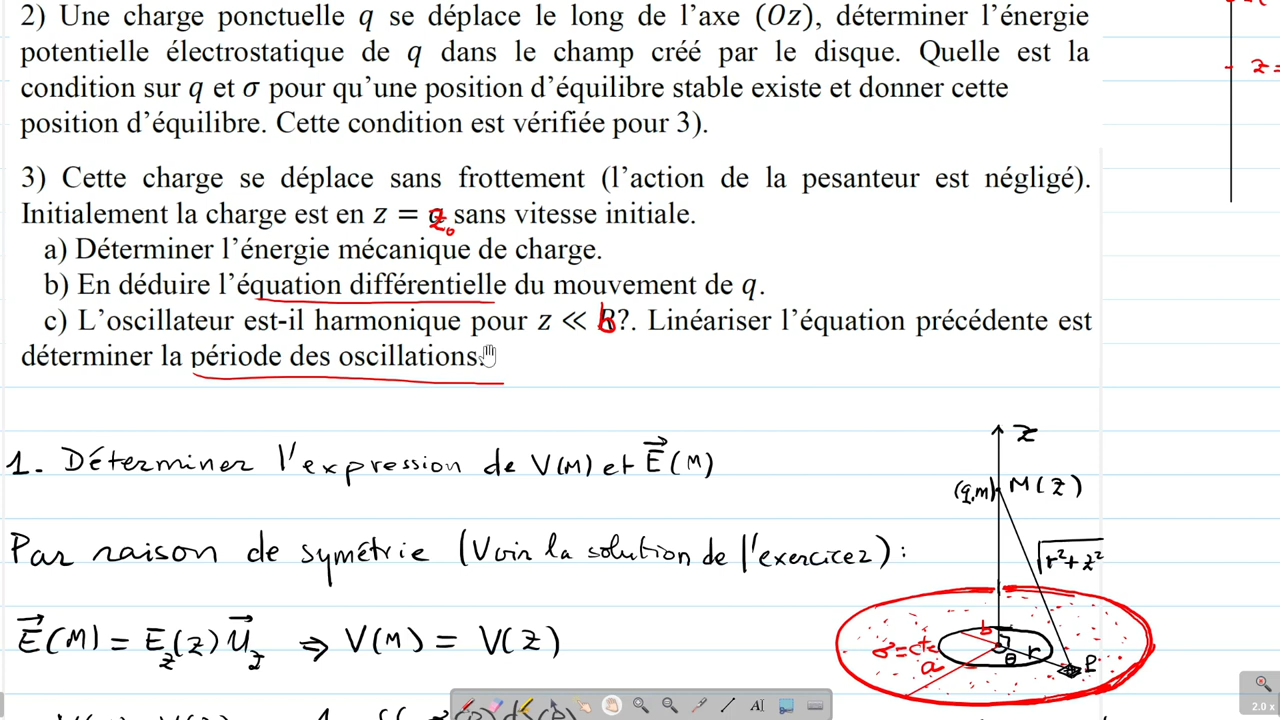 2) Une charge ponctuelle q se déplace le long de l'axe (Oz), déterminer l'énergie
potentielle électrostatique de q dans le champ créé par le disque. Quelle est la
condition sur q et σ pour qu'une position d'équilibre stable existe et donner cette
position d'équilibre. Cette condition est vérifiée pour 3).
3) Cette charge se déplace sans frottement (l'action de la pesanteur est négligé).
Initialement la charge est en z = z₀ sans vitesse initiale.
a) Déterminer l'énergie mécanique de charge.
b) En déduire l'équation différentielle du mouvement de q.
c) L'oscillateur est-il harmonique pour z ≪ b?. Linéariser l'équation précédente est
déterminer la période des oscillations.
1. Déterminer l'expression de V(M) et E⃗(M)
Par raison de symétrie (Voir la solution de l'exercice2) :
E⃗(M) = E_z(z) U⃗_z ⇒ V(M) = V(z)
z
(q,m) M(z)
√r²+z²
b
σ=cte
a
θ
r
P
z=
AI
2.0 x